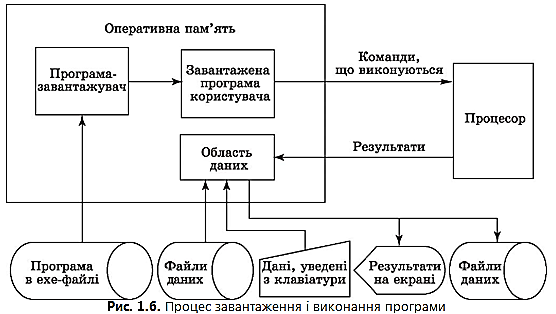 Оперативна пам’ять
Програма-
завантажувач
Завантажена
програма
користувача
Команди,
що виконуються
Процесор
Область
даних
Результати
Програма
в exe-файлі
Файли
даних
Дані, уведені
з клавіатури
Результати
на екрані
Файли
даних
Рис. 1.6. Процес завантаження і виконання програми